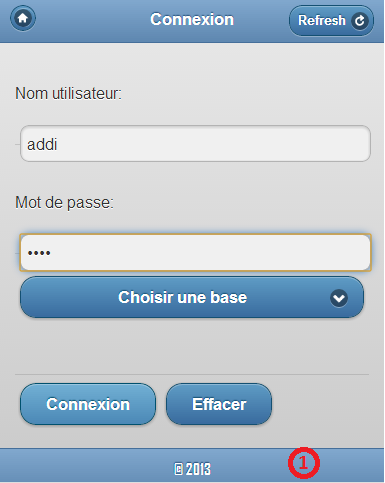 Connexion
Refresh
Nom utilisateur:
addi
Mot de passe:
••••
Choisir une base
Connexion Effacer
© 2013
1